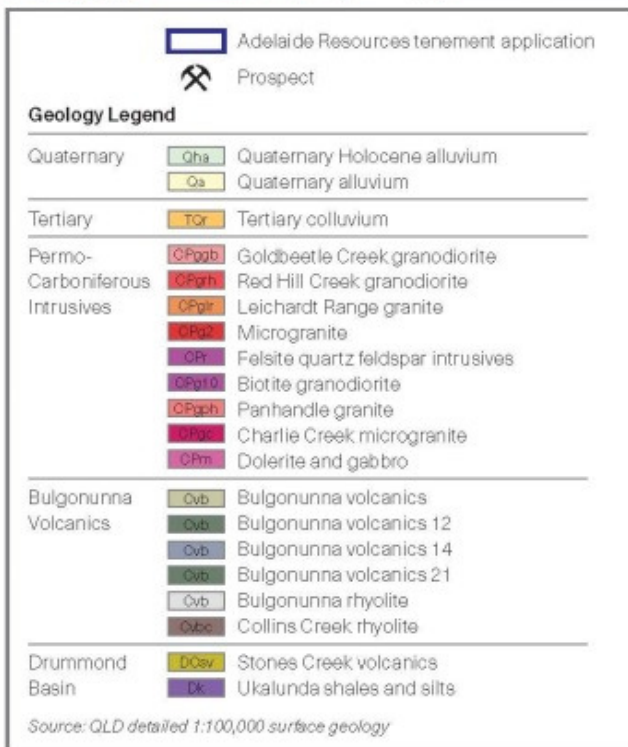 Adelaide Resources tenement application
Prospect
Geology Legend
Quaternary Qha Quaternary Holocene alluvium
Qa Quaternary alluvium
Tertiary TQr Tertiary colluvium
Permo- CPggb Goldbeetle Creek granodiorite
Carboniferous CPgrh Red Hill Creek granodiorite
Intrusives CPglr Leichardt Range granite
CPg2 Microgranite
CPr Felsite quartz feldspar intrusives
CPg10 Biotite granodiorite
CPgph Panhandle granite
CPgc Charlie Creek microgranite
CPm Dolerite and gabbro
Bulgonunna Cvb Bulgonunna volcanics
Volcanics Cvb Bulgonunna volcanics 12
Cvb Bulgonunna volcanics 14
Cvb Bulgonunna volcanics 21
Cvb Bulgonunna rhyolite
Cvbc Collins Creek rhyolite
Drummond DCsv Stones Creek volcanics
Basin Dk Ukalunda shales and silts
Source: QLD detailed 1:100,000 surface geology